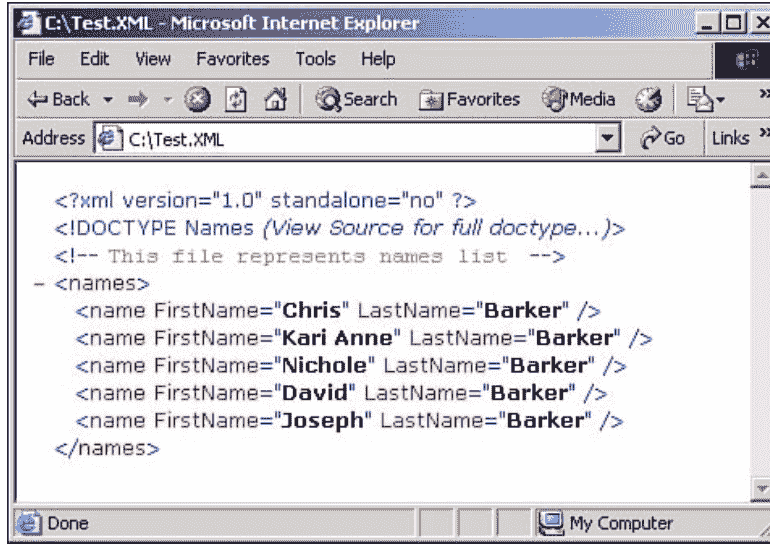 C:\Test.XML - Microsoft Internet Explorer
File Edit View Favorites Tools Help
Back Search Favorites Media »
Address C:\Test.XML Go Links »
<?xml version="1.0" standalone="no" ?>
<!DOCTYPE Names (View Source for full doctype...)>
<!-- This file represents names list -->
- <names>
<name FirstName="Chris" LastName="Barker" />
<name FirstName="Kari Anne" LastName="Barker" />
<name FirstName="Nichole" LastName="Barker" />
<name FirstName="David" LastName="Barker" />
<name FirstName="Joseph" LastName="Barker" />
</names>
Done My Computer